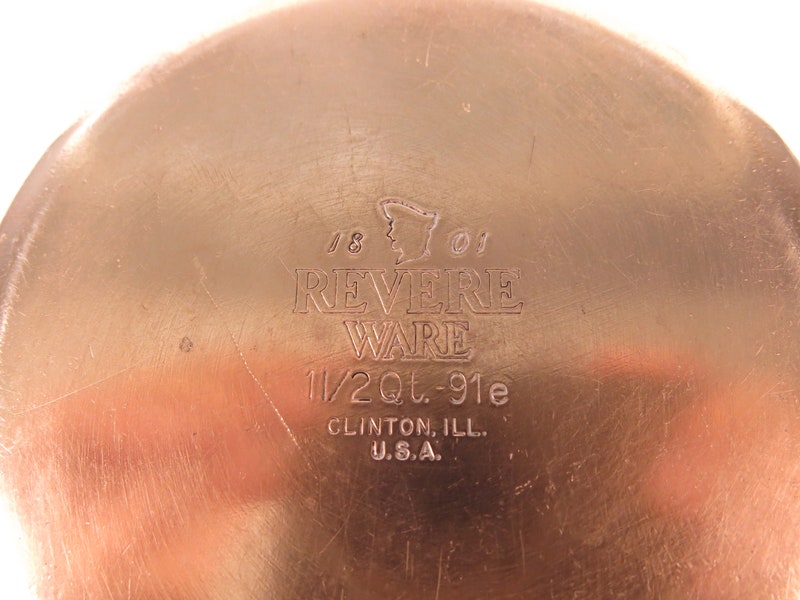 18 01
REVERE
WARE
1 1/2 Qt.-91e
CLINTON, ILL.
U.S.A.